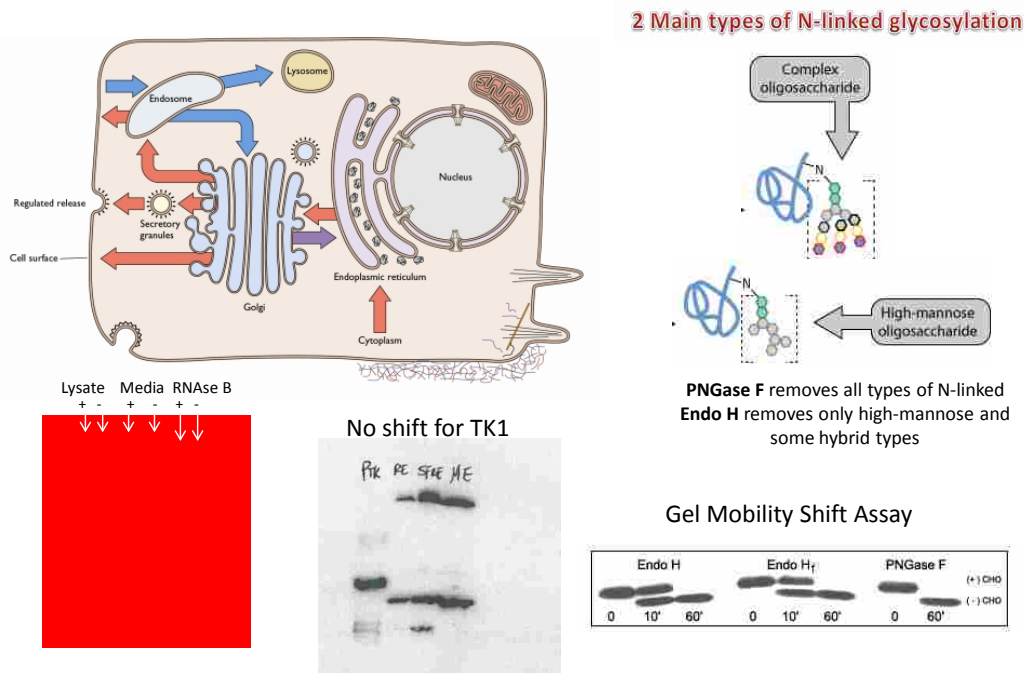 2 Main types of N-linked glycosylation
Lysosome
Endosome
Nucleus
Regulated release
Secretory
granules
Cell surface
Endoplasmic reticulum
Golgi
Cytoplasm
Complex
oligosaccharide
N
N
High-mannose
oligosaccharide
PNGase F removes all types of N-linked
Endo H removes only high-mannose and
some hybrid types
Lysate Media RNAse B
+ - + - + -
No shift for TK1
RE SFRE ME
Gel Mobility Shift Assay
Endo H Endo Hf PNGase F
(+) CHO
(-) CHO
0 10' 60' 0 10' 60' 0 60'